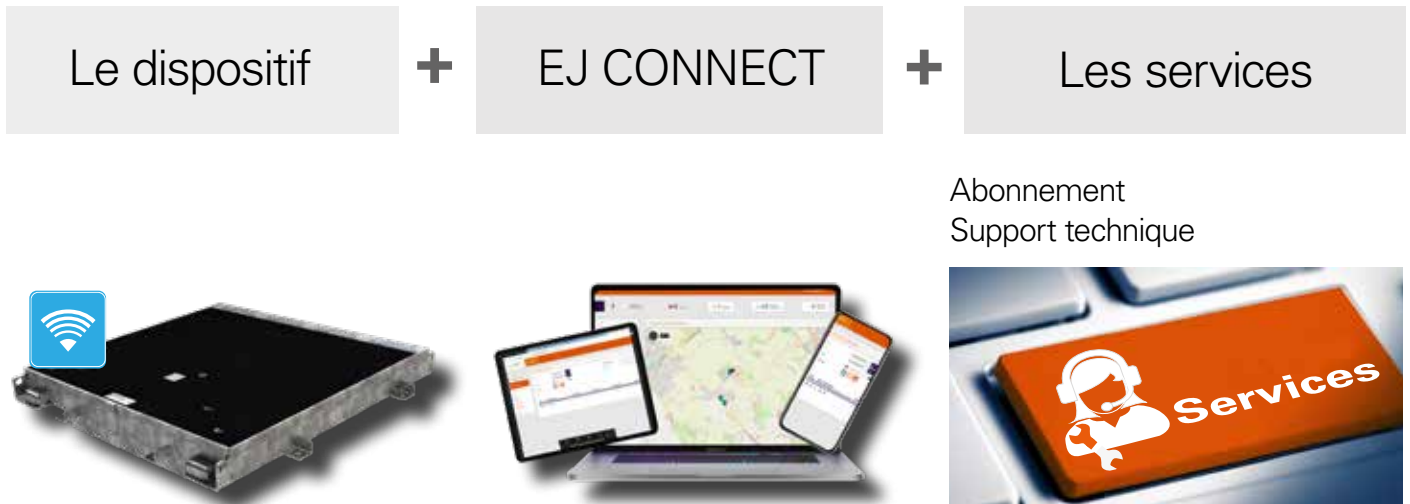 Le dispositif
+
EJ CONNECT
+
Les services
Abonnement
Support technique
Services